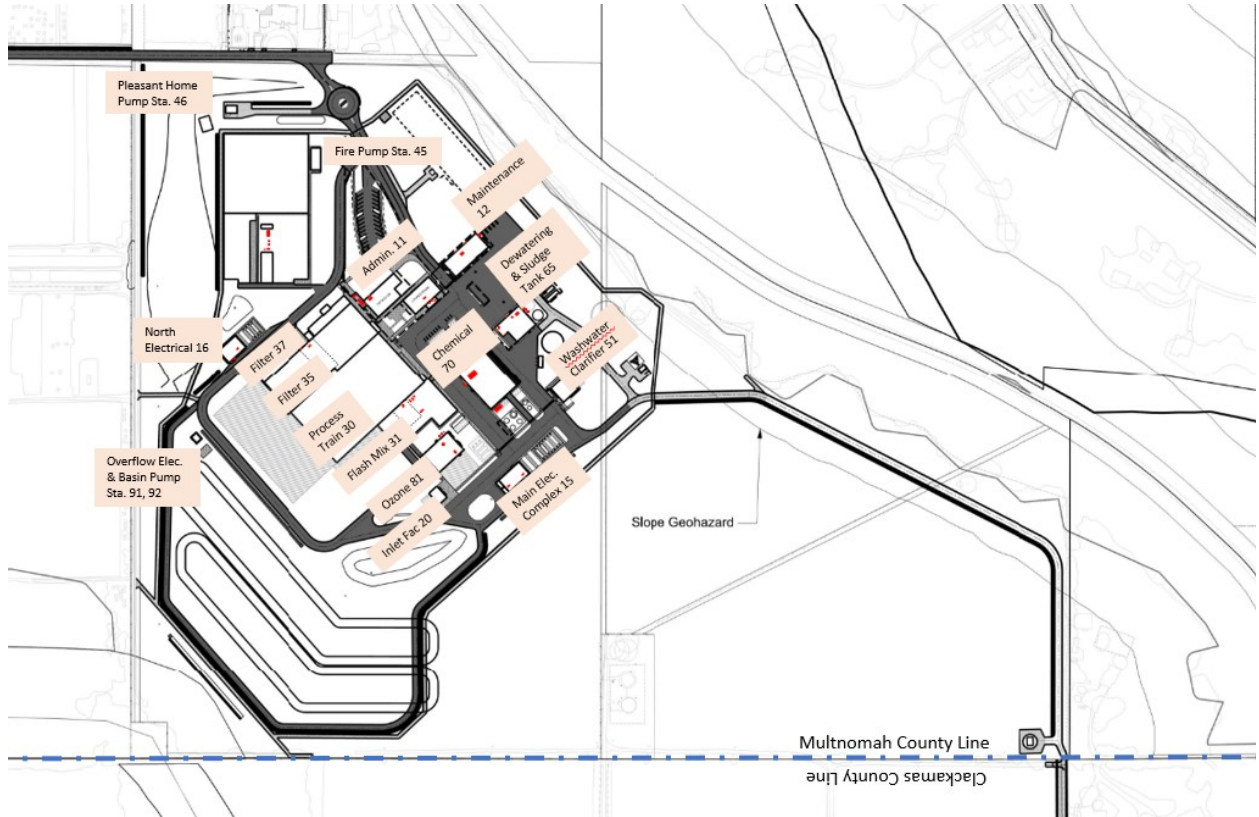 Pleasant Home
Pump Sta. 46
Fire Pump Sta. 45
Maintenance
12
Admin. 11
Dewatering
& Sludge
Tank 65
North
Electrical 16
Filter 37
Filter 35
Chemical
70
Washwater
Clarifier 51
Process
Train 30
Flash Mix 31
Overflow Elec.
& Basin Pump
Sta. 91, 92
Ozone 81
Main Elec.
Complex 15
Inlet Fac 20
Slope Geohazard
Multnomah County Line
Clackamas County Line